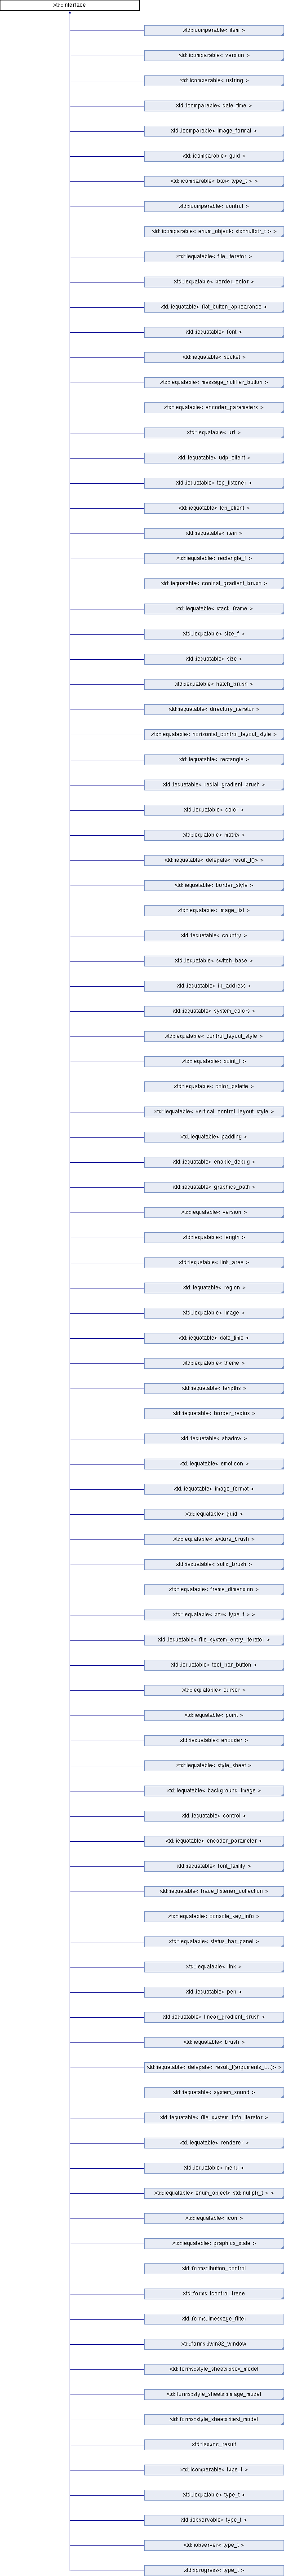 xtd::interface
xtd::icomparable< item >
xtd::icomparable< version >
xtd::icomparable< ustring >
xtd::icomparable< date_time >
xtd::icomparable< image_format >
xtd::icomparable< guid >
xtd::icomparable< box< type_t > >
xtd::icomparable< control >
xtd::icomparable< enum_object< std::nullptr_t > >
xtd::iequatable< file_iterator >
xtd::iequatable< border_color >
xtd::iequatable< flat_button_appearance >
xtd::iequatable< font >
xtd::iequatable< socket >
xtd::iequatable< message_notifier_button >
xtd::iequatable< encoder_parameters >
xtd::iequatable< uri >
xtd::iequatable< udp_client >
xtd::iequatable< tcp_listener >
xtd::iequatable< tcp_client >
xtd::iequatable< item >
xtd::iequatable< rectangle_f >
xtd::iequatable< conical_gradient_brush >
xtd::iequatable< stack_frame >
xtd::iequatable< size_f >
xtd::iequatable< size >
xtd::iequatable< hatch_brush >
xtd::iequatable< directory_iterator >
xtd::iequatable< horizontal_control_layout_style >
xtd::iequatable< rectangle >
xtd::iequatable< radial_gradient_brush >
xtd::iequatable< color >
xtd::iequatable< matrix >
xtd::iequatable< delegate< result_t()> >
xtd::iequatable< border_style >
xtd::iequatable< image_list >
xtd::iequatable< country >
xtd::iequatable< switch_base >
xtd::iequatable< ip_address >
xtd::iequatable< system_colors >
xtd::iequatable< control_layout_style >
xtd::iequatable< point_f >
xtd::iequatable< color_palette >
xtd::iequatable< vertical_control_layout_style >
xtd::iequatable< padding >
xtd::iequatable< enable_debug >
xtd::iequatable< graphics_path >
xtd::iequatable< version >
xtd::iequatable< length >
xtd::iequatable< link_area >
xtd::iequatable< region >
xtd::iequatable< image >
xtd::iequatable< date_time >
xtd::iequatable< theme >
xtd::iequatable< lengths >
xtd::iequatable< border_radius >
xtd::iequatable< shadow >
xtd::iequatable< emoticon >
xtd::iequatable< image_format >
xtd::iequatable< guid >
xtd::iequatable< texture_brush >
xtd::iequatable< solid_brush >
xtd::iequatable< frame_dimension >
xtd::iequatable< box< type_t > >
xtd::iequatable< file_system_entry_iterator >
xtd::iequatable< tool_bar_button >
xtd::iequatable< cursor >
xtd::iequatable< point >
xtd::iequatable< encoder >
xtd::iequatable< style_sheet >
xtd::iequatable< background_image >
xtd::iequatable< control >
xtd::iequatable< encoder_parameter >
xtd::iequatable< font_family >
xtd::iequatable< trace_listener_collection >
xtd::iequatable< console_key_info >
xtd::iequatable< status_bar_panel >
xtd::iequatable< link >
xtd::iequatable< pen >
xtd::iequatable< linear_gradient_brush >
xtd::iequatable< brush >
xtd::iequatable< delegate< result_t(arguments_t...)> >
xtd::iequatable< system_sound >
xtd::iequatable< file_system_info_iterator >
xtd::iequatable< renderer >
xtd::iequatable< menu >
xtd::iequatable< enum_object< std::nullptr_t > >
xtd::iequatable< icon >
xtd::iequatable< graphics_state >
xtd::forms::ibutton_control
xtd::forms::icontrol_trace
xtd::forms::imessage_filter
xtd::forms::iwin32_window
xtd::forms::style_sheets::ibox_model
xtd::forms::style_sheets::iimage_model
xtd::forms::style_sheets::itext_model
xtd::iasync_result
xtd::icomparable< type_t >
xtd::iequatable< type_t >
xtd::iobservable< type_t >
xtd::iobserver< type_t >
xtd::iprogress< type_t >